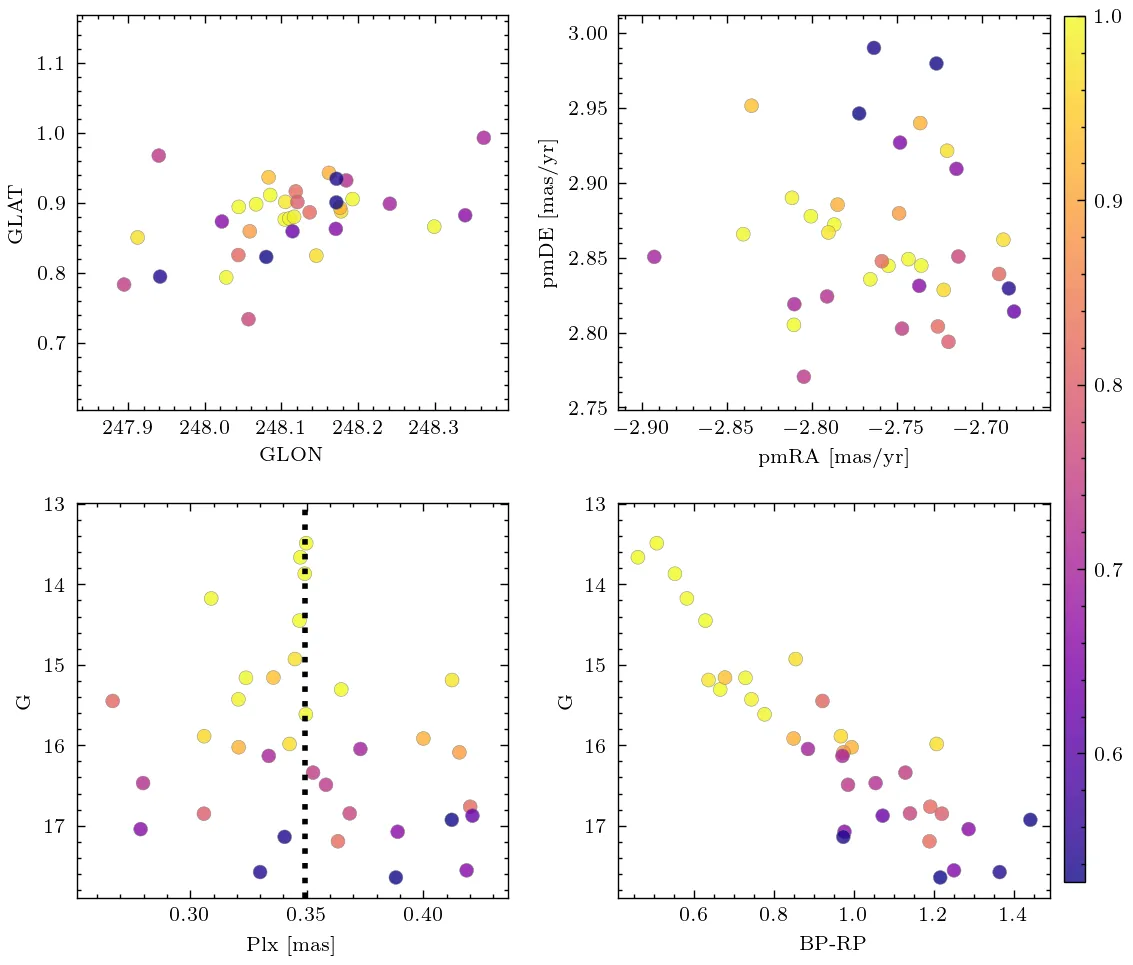 1.1
1.0
0.9
0.8
0.7
GLAT
247.9 248.0 248.1 248.2 248.3
GLON
3.00
2.95
2.90
2.85
2.80
2.75
pmDE [mas/yr]
−2.90 −2.85 −2.80 −2.75 −2.70
pmRA [mas/yr]
1.0
0.9
0.8
0.7
0.6
13
14
15
16
17
G
0.30 0.35 0.40
Plx [mas]
13
14
15
16
17
G
0.6 0.8 1.0 1.2 1.4
BP-RP